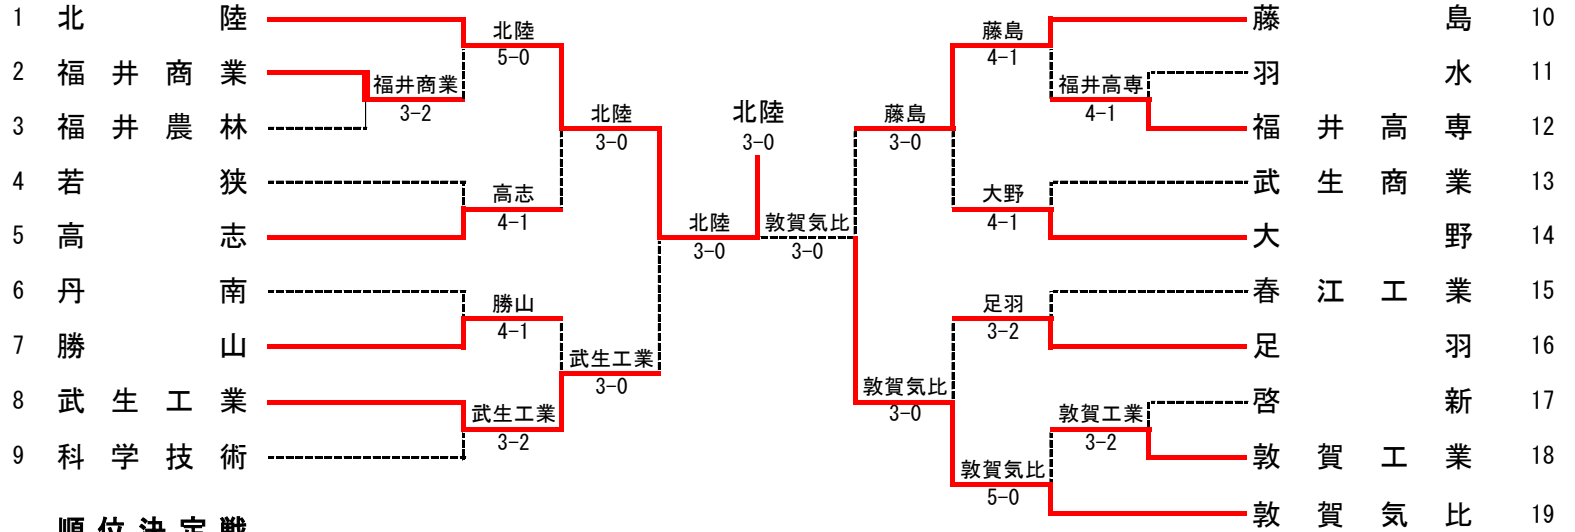 1 北陸
北陸
5-0
2 福井商業
福井商業
3-2
3 福井農林
北陸
3-0
4 若狭
高志
4-1
5 高志
北陸
3-0
6 丹南
勝山
4-1
7 勝山
武生工業
3-0
8 武生工業
武生工業
3-2
9 科学技術
北陸
3-0
藤島 10
藤島
4-1
羽水 11
福井高専
4-1
福井高専 12
藤島
3-0
武生商業 13
大野
4-1
大野 14
敦賀気比
3-0
春江工業 15
足羽
3-2
足羽 16
敦賀気比
3-0
啓新 17
敦賀工業
3-2
敦賀工業 18
敦賀気比
5-0
敦賀気比 19
順位決定戦